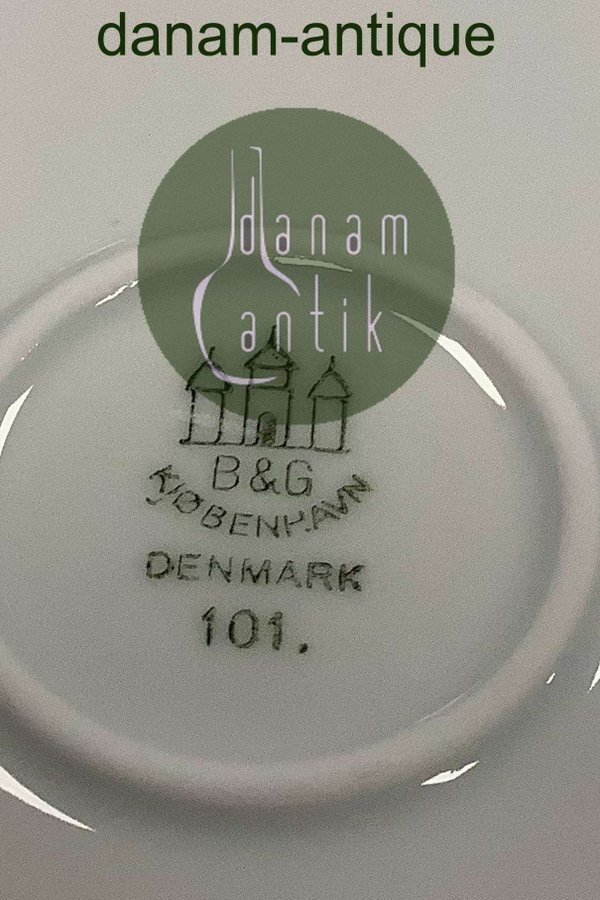 danam-antique
danam
antik
B&G
KJØBENHAVN
DENMARK
101.